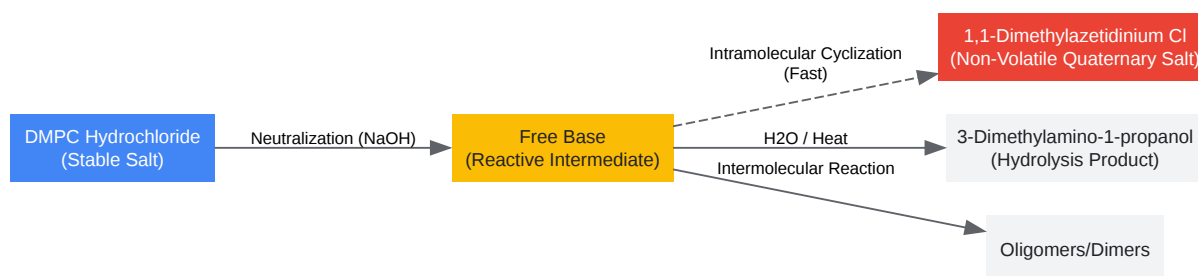 DMPC Hydrochloride
(Stable Salt)
Neutralization (NaOH)
Free Base
(Reactive Intermediate)
Intramolecular Cyclization
(Fast)
H2O / Heat
Intermolecular Reaction
1,1-Dimethylazetidinium Cl
(Non-Volatile Quaternary Salt)
3-Dimethylamino-1-propanol
(Hydrolysis Product)
Oligomers/Dimers